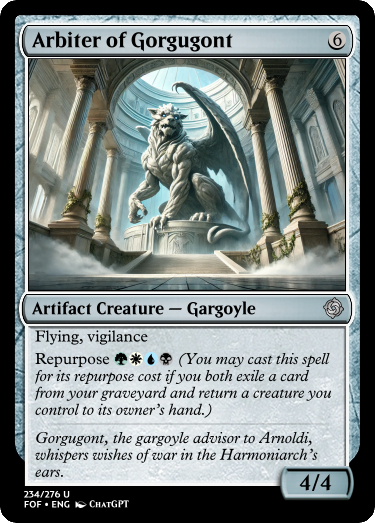 Arbiter of Gorgugont 6
Artifact Creature — Gargoyle
Flying, vigilance
Repurpose (You may cast this spell
for its repurpose cost if you both exile a card
from your graveyard and return a creature you
control to its owner's hand.)
Gorgugont, the gargoyle advisor to Arnoldi,
whispers wishes of war in the Harmoniarch's
ears.
4/4
234/276 U
FOF • ENG ChatGPT